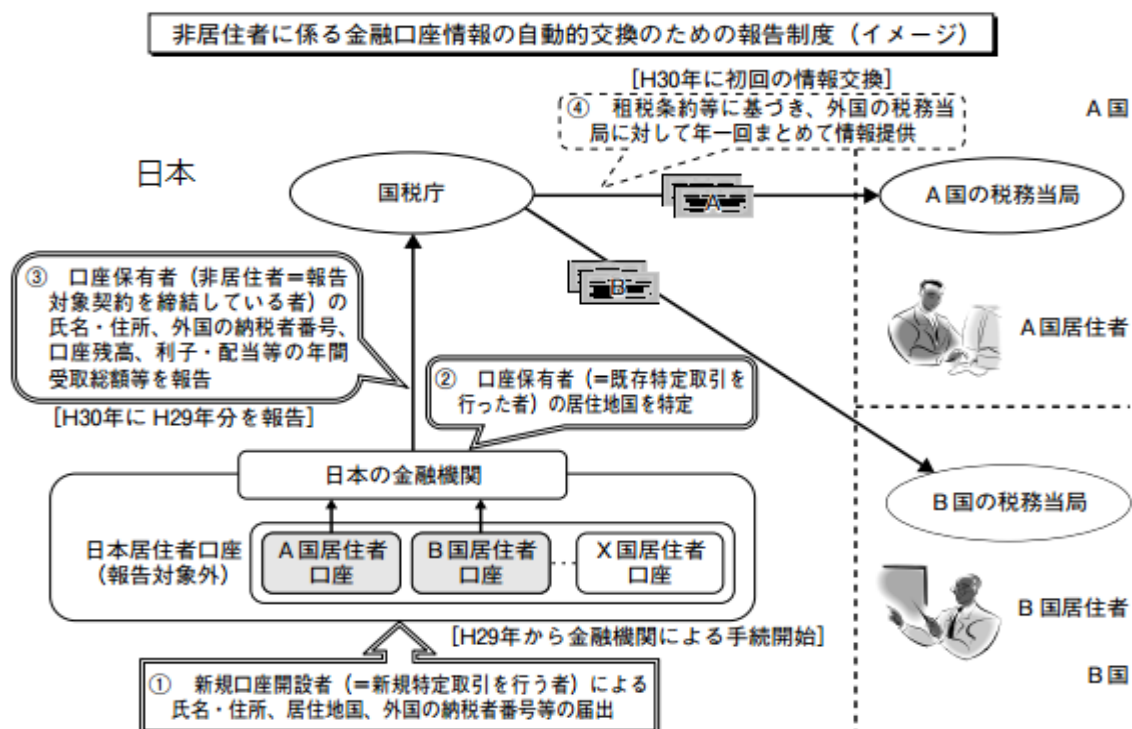 非居住者に係る金融口座情報の自動的交換のための報告制度（イメージ）
[H30年に初回の情報交換]
④　租税条約等に基づき、外国の税務当
局に対して年一回まとめて情報提供
A国
日本
国税庁
A
A国の税務当局
③　口座保有者（非居住者＝報告
対象契約を締結している者）の
氏名・住所、外国の納税者番号、
口座残高、利子・配当等の年間
受取総額等を報告
B
A国居住者
[H30年にH29年分を報告]
②　口座保有者（＝既存特定取引を
行った者）の居住地国を特定
日本の金融機関
B国の税務当局
日本居住者口座
（報告対象外）
A国居住者
口座
B国居住者
口座
X国居住者
口座
B国居住者
[H29年から金融機関による手続開始]
①　新規口座開設者（＝新規特定取引を行う者）による
氏名・住所、居住地国、外国の納税者番号等の届出
B国